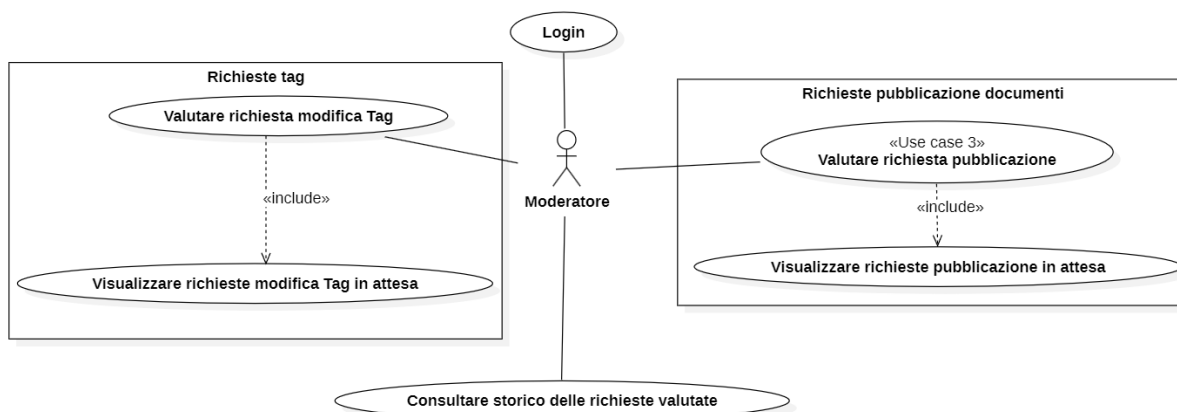 Login
Richieste tag
Valutare richiesta modifica Tag
«include»
Visualizzare richieste modifica Tag in attesa
Moderatore
Richieste pubblicazione documenti
«Use case 3»
Valutare richiesta pubblicazione
«include»
Visualizzare richieste pubblicazione in attesa
Consultare storico delle richieste valutate